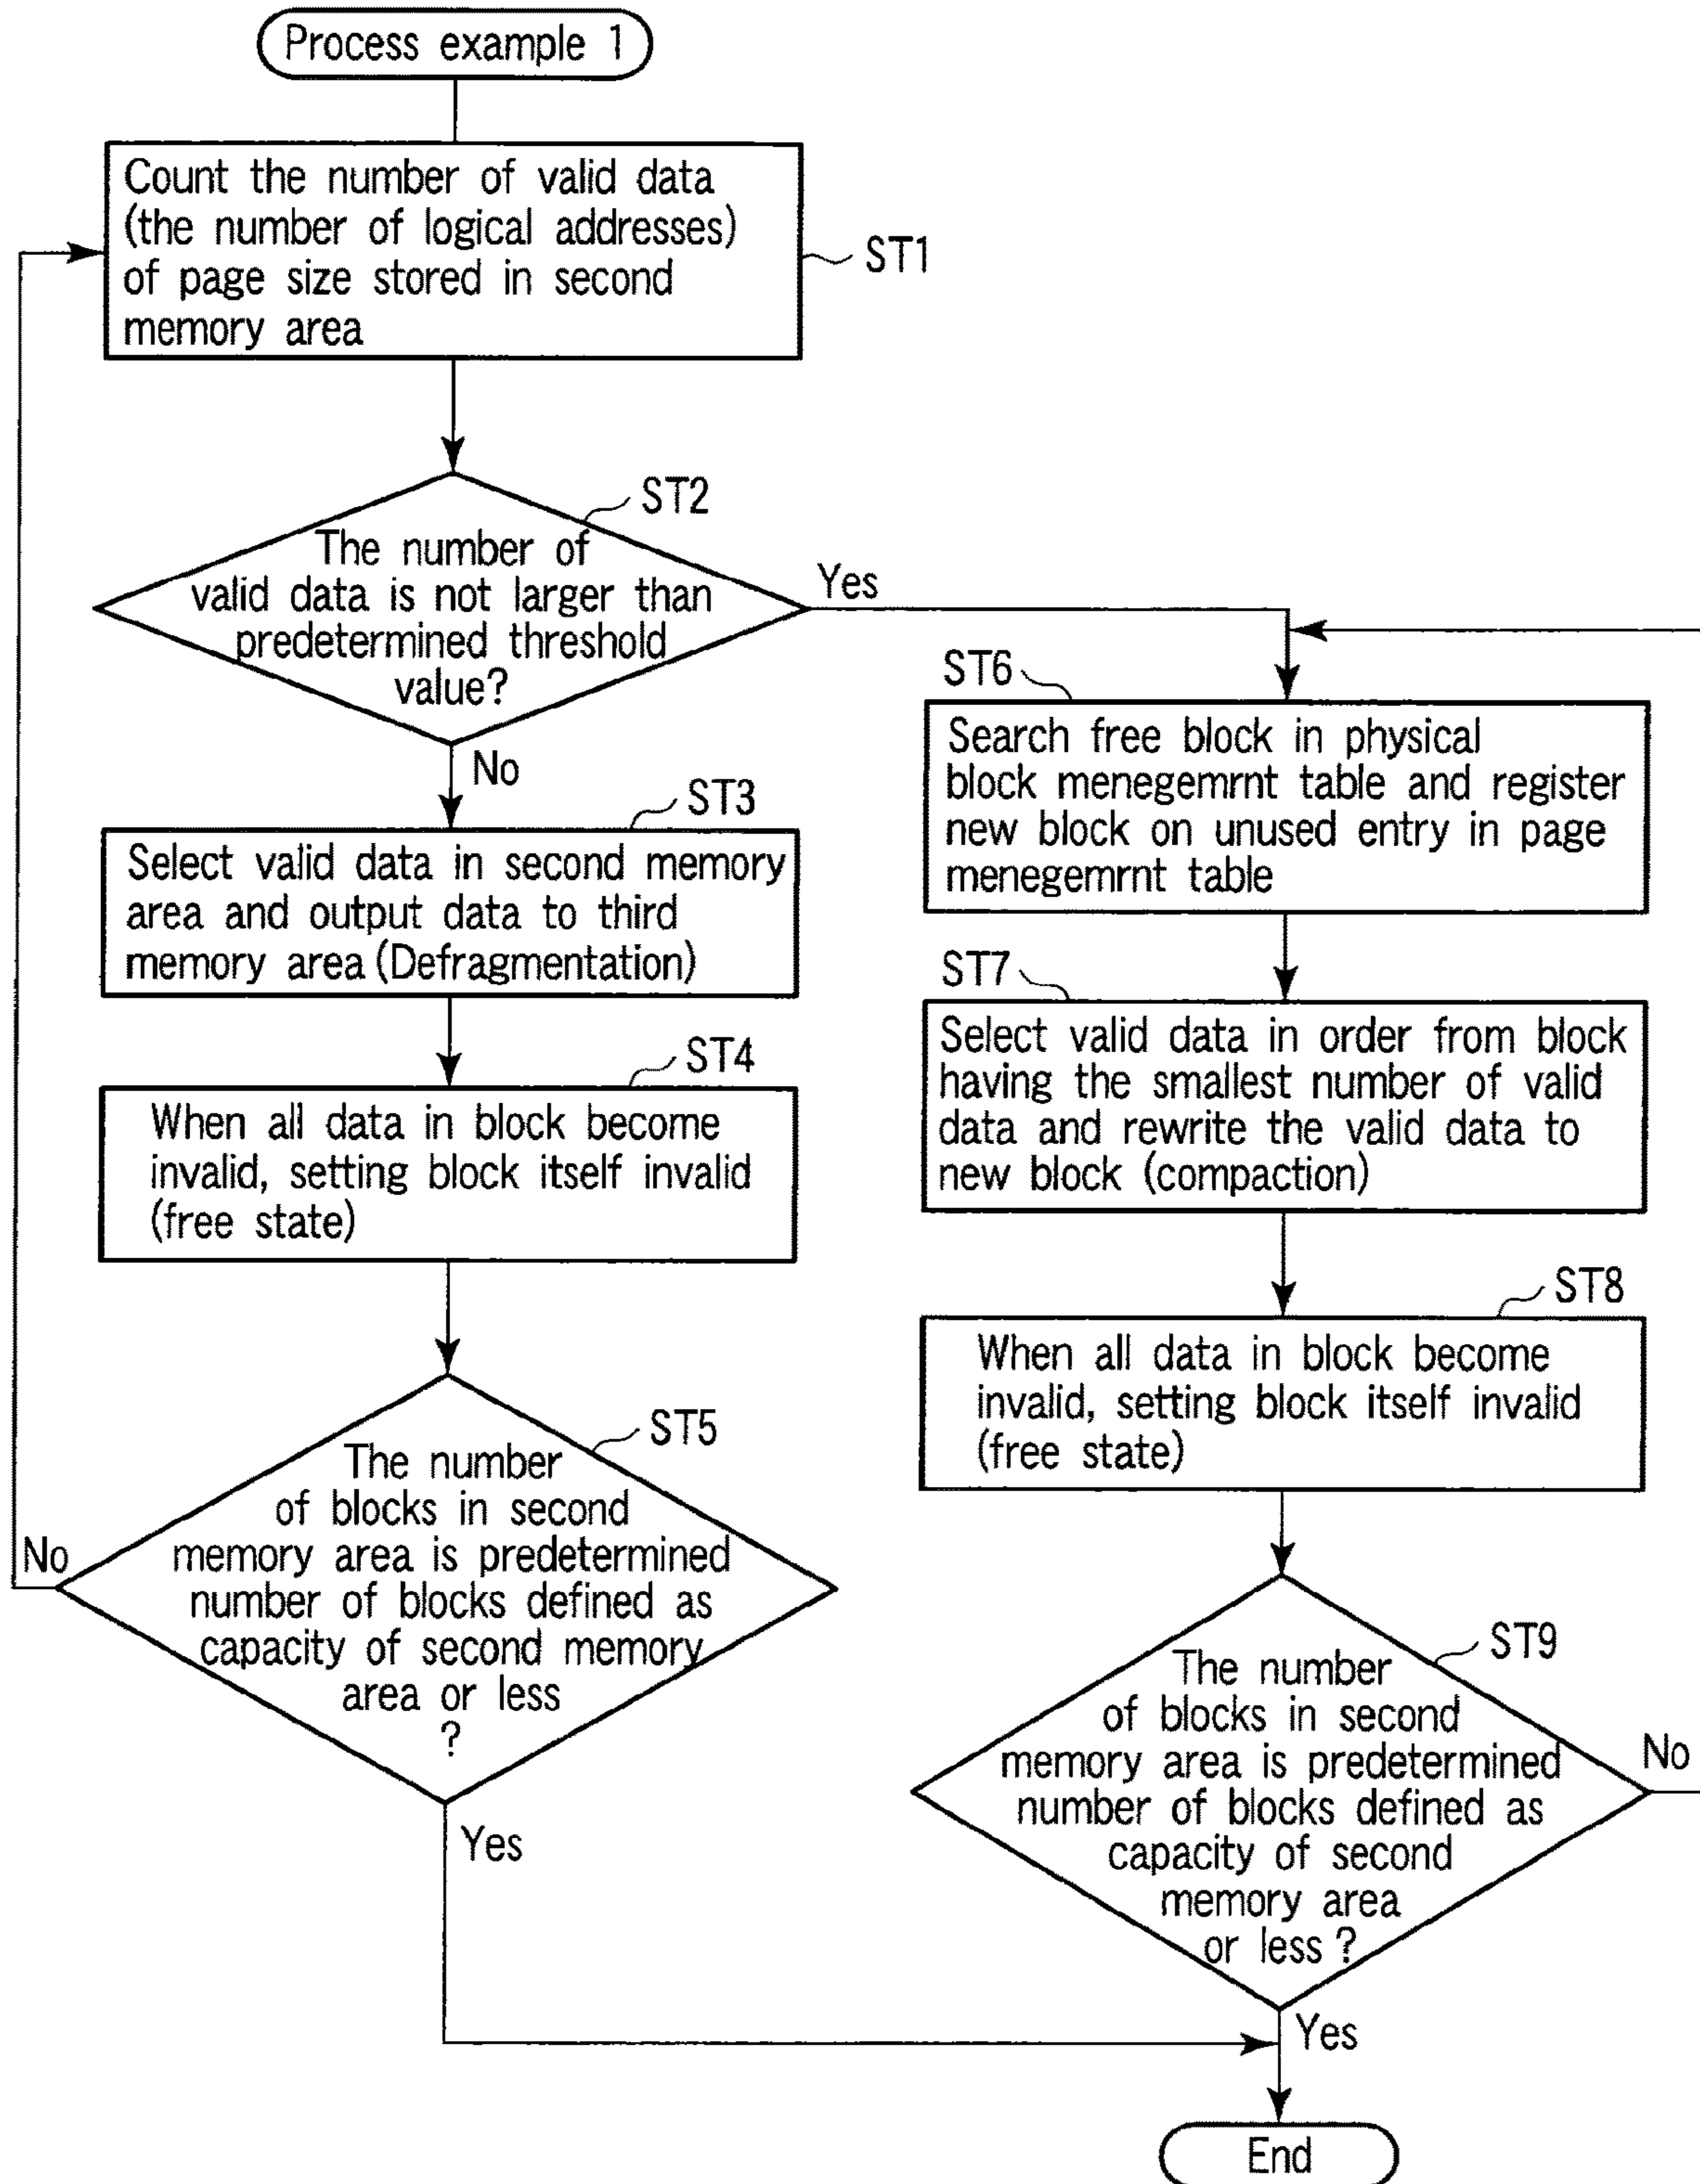 Process example 1
Count the number of valid data
(the number of logical addresses)
of page size stored in second
memory area
ST1
ST2
The number of
valid data is not larger than
predetermined threshold
value?
Yes
No
ST3
Select valid data in second memory
area and output data to third
memory area (Defragmentation)
ST4
When all data in block become
invalid, setting block itself invalid
(free state)
ST5
The number
of blocks in second
memory area is predetermined
number of blocks defined as
capacity of second memory
area or less
?
No
Yes
ST6
Search free block in physical
block menegemrnt table and register
new block on unused entry in page
menegemrnt table
ST7
Select valid data in order from block
having the smallest number of valid
data and rewrite the valid data to
new block (compaction)
ST8
When all data in block become
invalid, setting block itself invalid
(free state)
ST9
The number
of blocks in second
memory area is predetermined
number of blocks defined as
capacity of second
memory area
or less ?
No
Yes
End